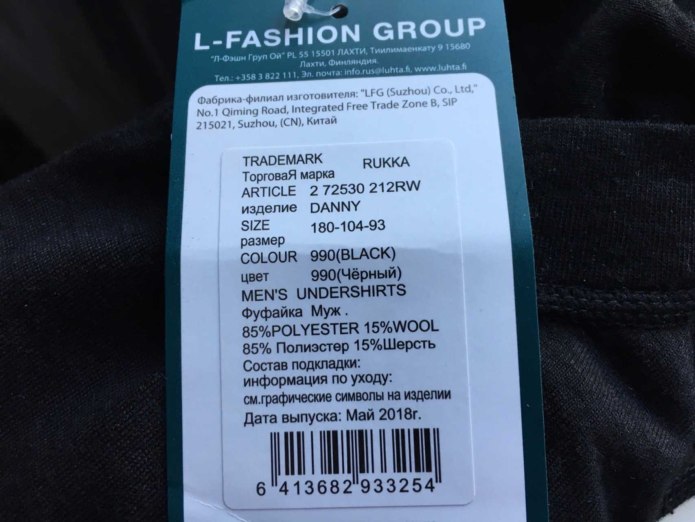 L-FASHION GROUP
"Л-Фэшн Груп Ой" PL 55 15501 ЛАХТИ, Тиилимаенкату 9 15680
Лахти, Финляндия.
Тел.: +358 3 822 111, Эл. почта: info.rus@luhta.fi, www.luhta.fi
Фабрика-филиал изготовителя: "LFG (Suzhou) Co., Ltd,"
No.1 Qiming Road, Integrated Free Trade Zone B, SIP
215021, Suzhou, (CN), Китай
TRADEMARK RUKKA
ТорговаЯ марка
ARTICLE 2 72530 212RW
изделие DANNY
SIZE 180-104-93
размер
COLOUR 990(BLACK)
цвет 990(Чёрный)
MEN'S UNDERSHIRTS
Фуфайка Муж .
85%POLYESTER 15%WOOL
85% Полиэстер 15%Шерсть
Состав подкладки:
информация по уходу:
см.графические символы на изделии
Дата выпуска: Май 2018г.
6 413682 933254